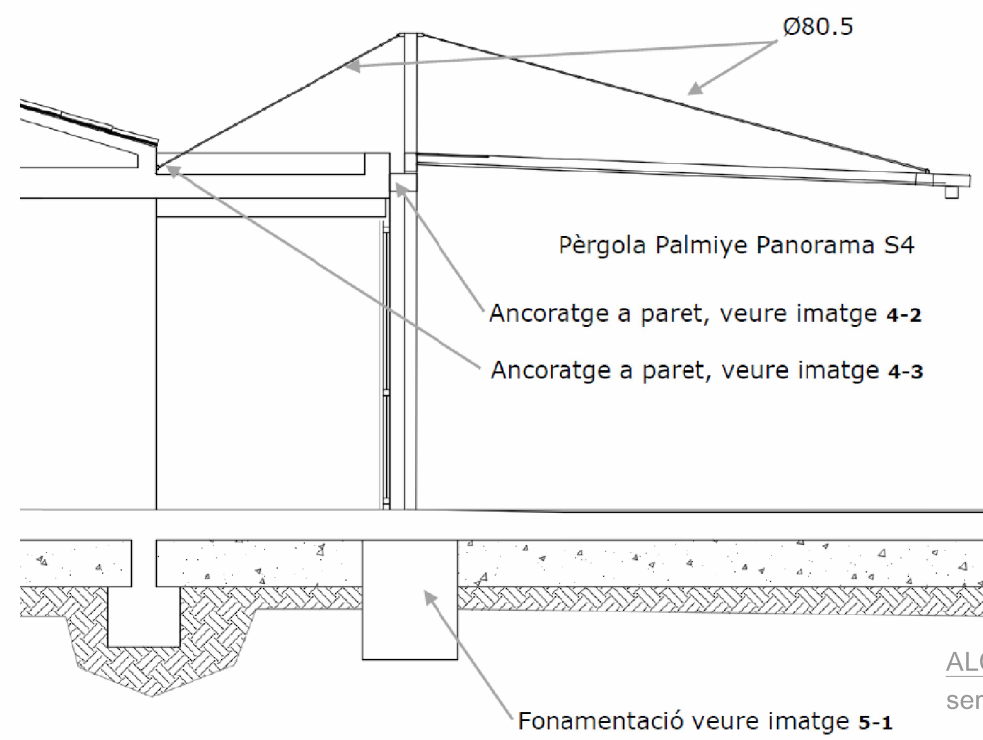 Ø80.5
Pèrgola Palmiye Panorama S4
Ancoratge a paret, veure imatge 4-2
Ancoratge a paret, veure imatge 4-3
Fonamentació veure imatge 5-1